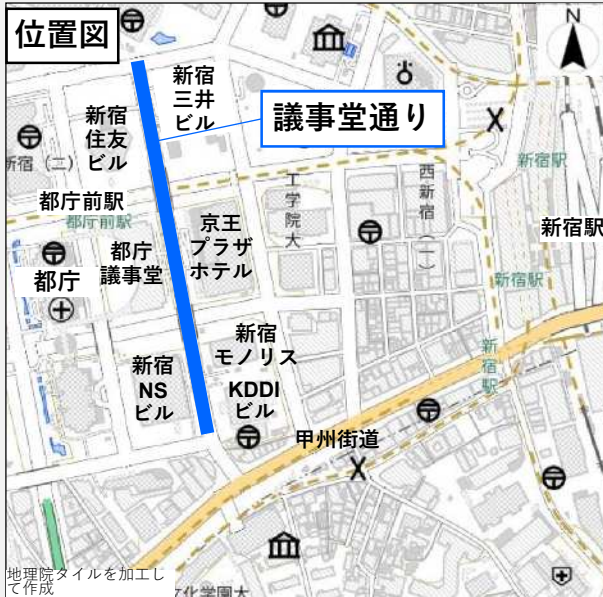 位置図
N
新宿
三井
ビル
議事堂通り
新宿
住友
ビル
新宿（二）
都庁前駅
都庁前駅
工学院大
西新宿（一）
新宿駅
新宿駅
京王
プラザ
ホテル
都庁
議事堂
都庁
新宿駅
新宿駅
新宿
モノリス
新宿
NS
ビル
KDDI
ビル
甲州街道
地理院タイルを加工し
て作成
文化学園大